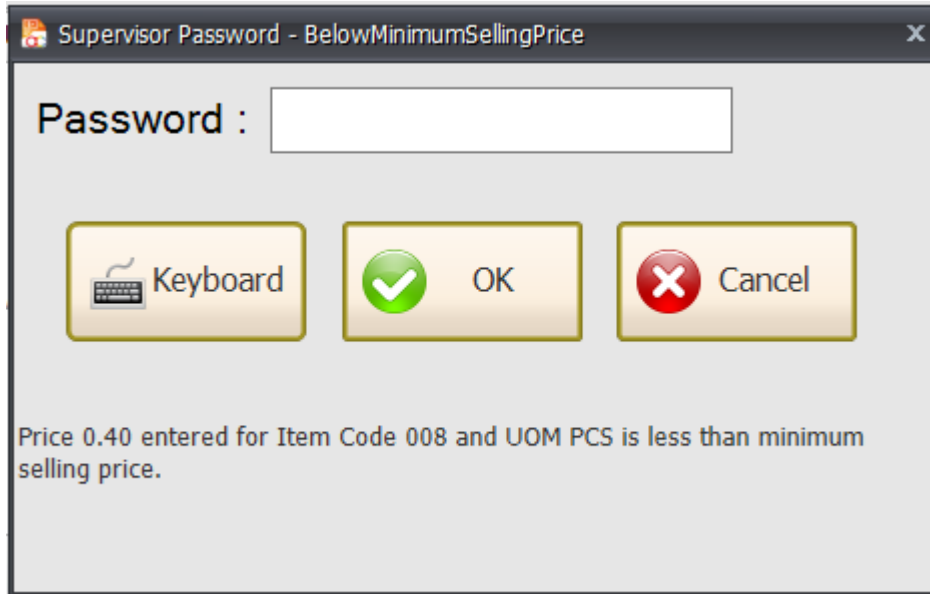 Supervisor Password - BelowMinimumSellingPrice
Password :
Keyboard
OK
Cancel
Price 0.40 entered for Item Code 008 and UOM PCS is less than minimum
selling price.